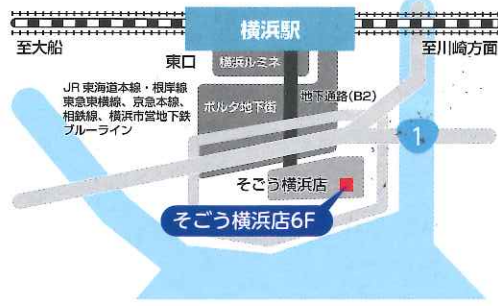 横浜駅
至大船
至川崎方面
東口
横浜ルミネ
JR東海道本線・根岸線
東急東横線、京急本線、
相鉄線、横浜市営地下鉄
ブルーライン
ポルタ地下街
地下通路(B2)
1
そごう横浜店
そごう横浜店6F